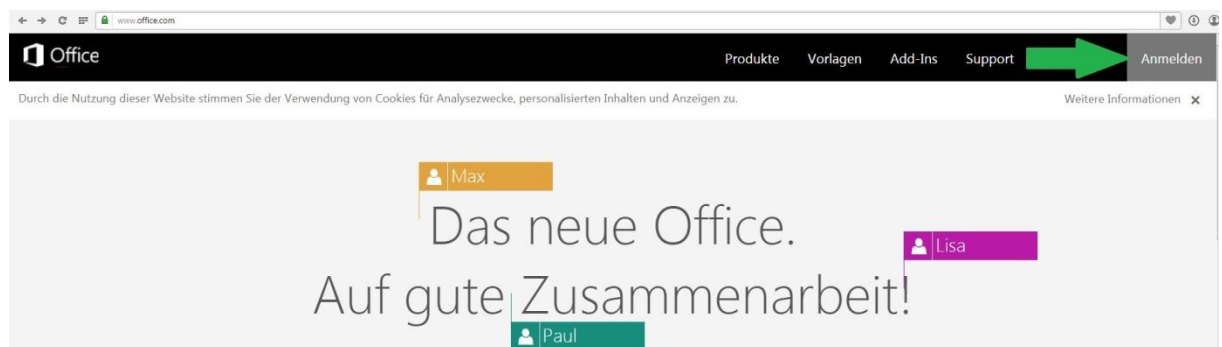 www.office.com
Office
Produkte Vorlagen Add-Ins Support Anmelden
Durch die Nutzung dieser Website stimmen Sie der Verwendung von Cookies für Analysezwecke, personalisierten Inhalten und Anzeigen zu. Weitere Informationen
Max
Das neue Office.
Lisa
Auf gute Zusammenarbeit!
Paul